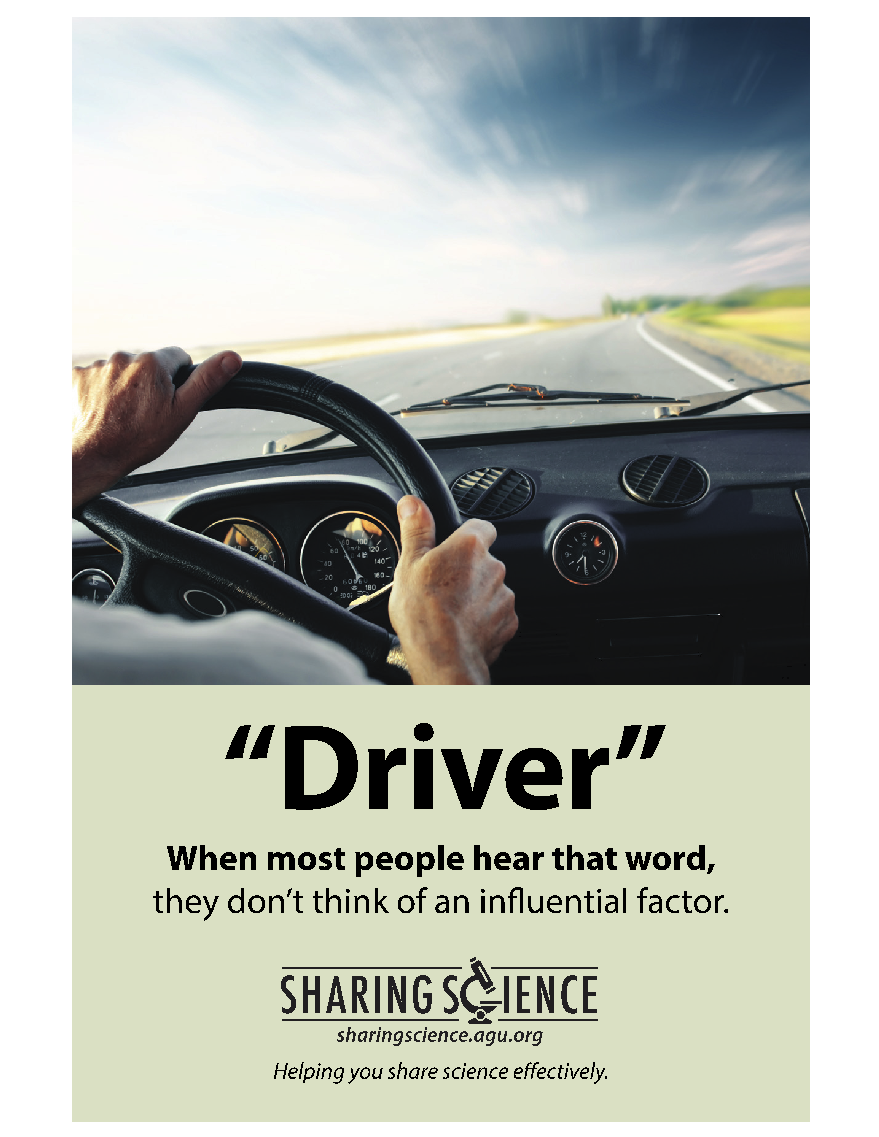 “Driver”
When most people hear that word,
they don’t think of an influential factor.
SHARING SCIENCE
sharingscience.agu.org
Helping you share science effectively.